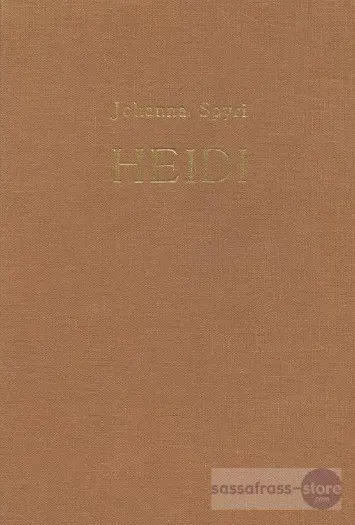 Johanna Spyri
HEIDI
sassafrass-store
.com